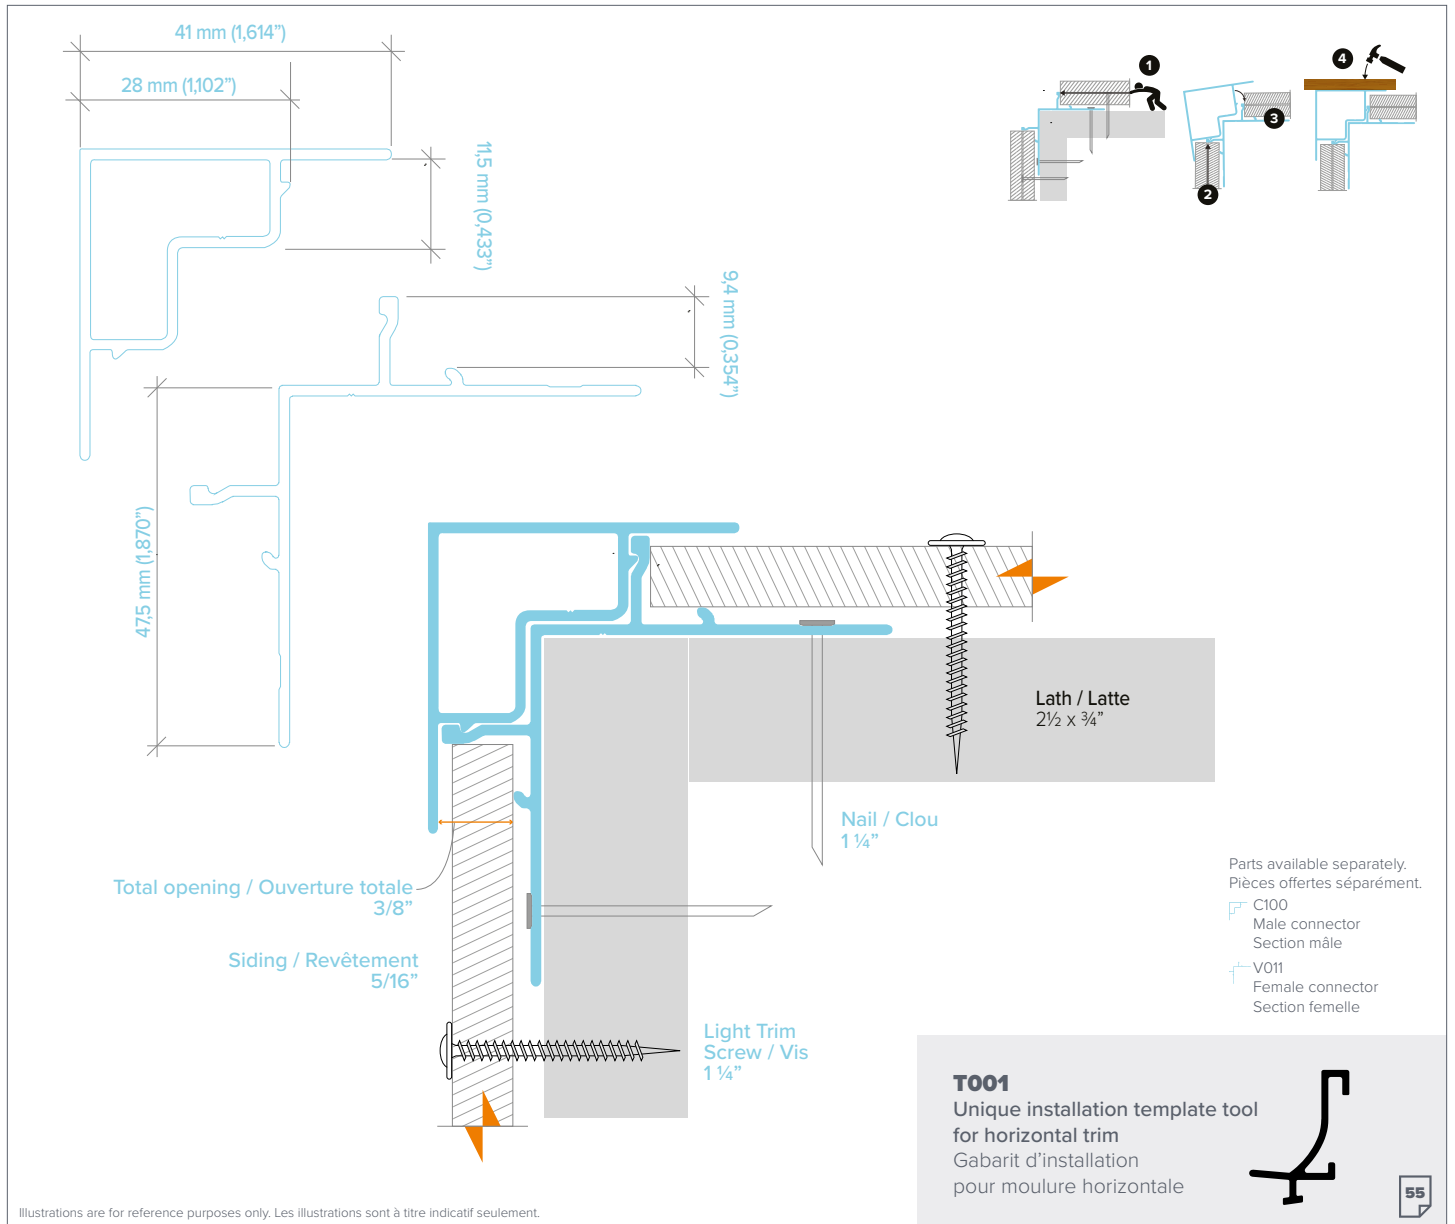 41 mm (1,614”)
28 mm (1,102”)
11,5 mm (0,433”)
9,4 mm (0,354”)
47,5 mm (1,870”)
1
2
3
4
Lath / Latte
2½ x ¾”
Nail / Clou
1 ¼”
Total opening / Ouverture totale
3/8”
Siding / Revêtement
5/16”
Light Trim
Screw / Vis
1 ¼”
Parts available separately.
Pièces offertes séparément.
C100
Male connector
Section mâle
V011
Female connector
Section femelle
T001
Unique installation template tool
for horizontal trim
Gabarit d’installation
pour moulure horizontale
55
Illustrations are for reference purposes only. Les illustrations sont à titre indicatif seulement.